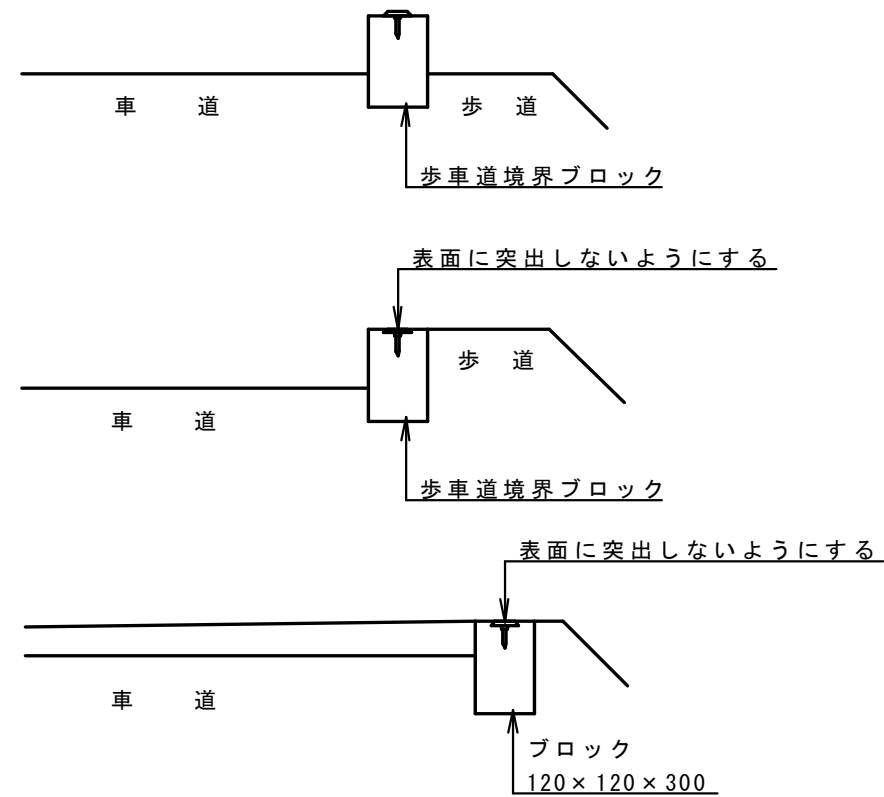 車道
歩道
歩車道境界ブロック
表面に突出しないようにする
歩道
車道
歩車道境界ブロック
表面に突出しないようにする
車道
ブロック
120×120×300